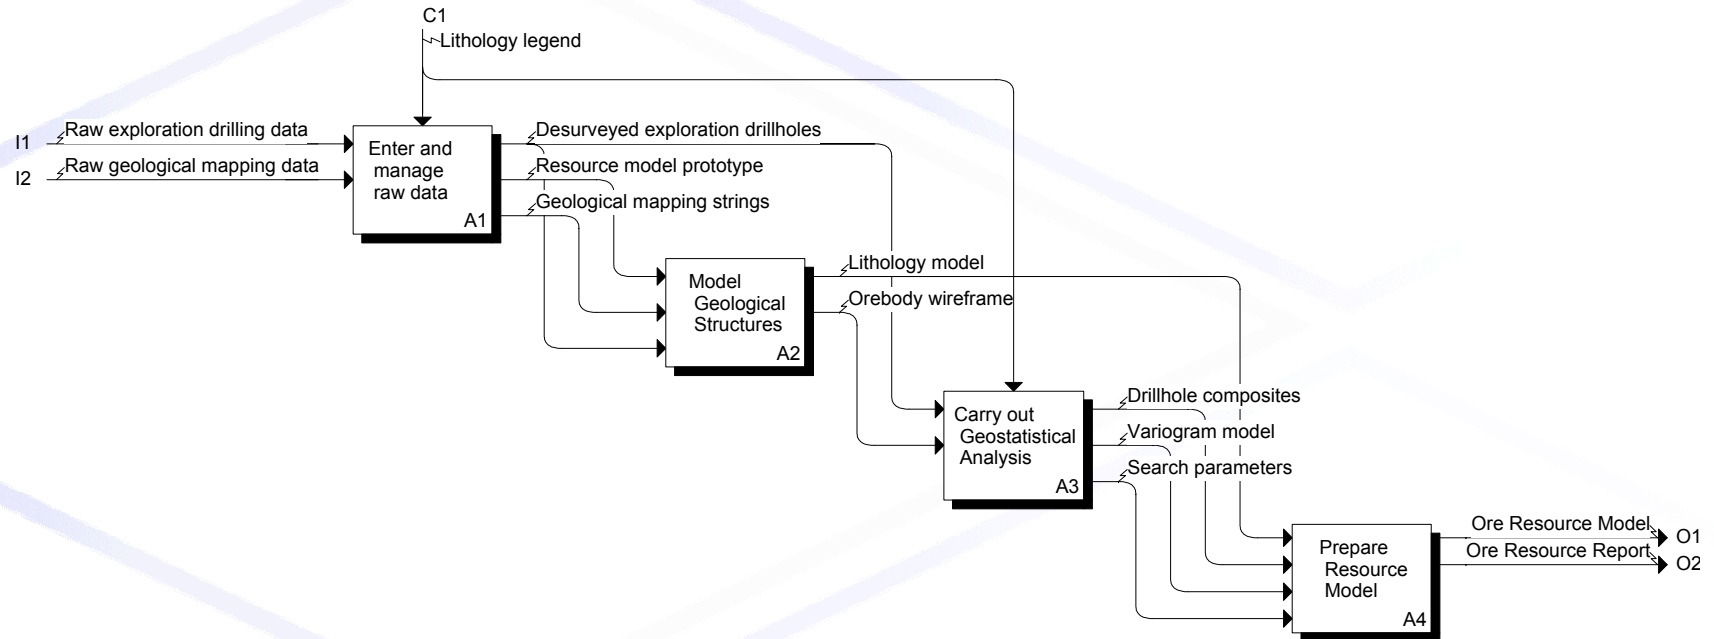 C1
Lithology legend
I1
Raw exploration drilling data
I2
Raw geological mapping data
Enter and
manage
raw data
A1
Desurveyed exploration drillholes
Resource model prototype
Geological mapping strings
Model
Geological
Structures
A2
Lithology model
Orebody wireframe
Carry out
Geostatistical
Analysis
A3
Drillhole composites
Variogram model
Search parameters
Prepare
Resource
Model
A4
Ore Resource Model
O1
Ore Resource Report
O2